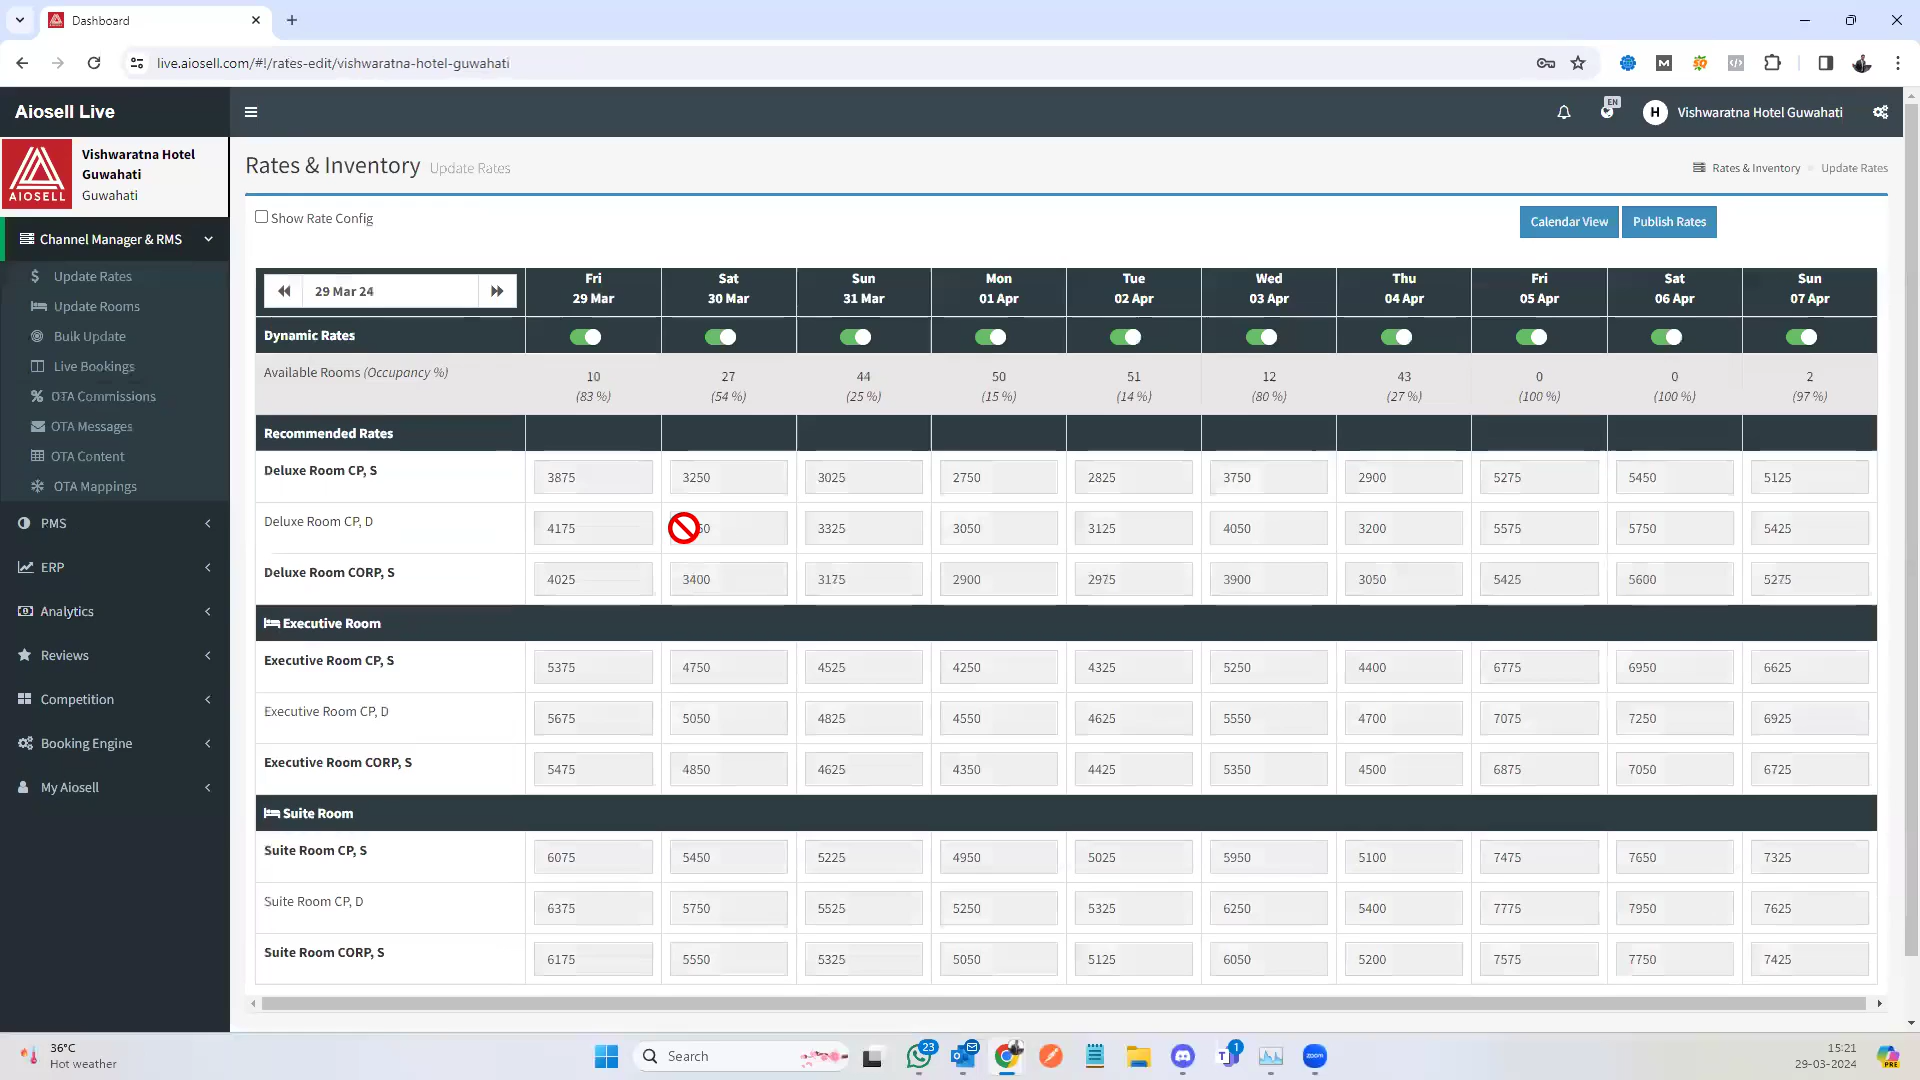 Dashboard
live.aiosell.com/#!/rates-edit/vishwaratna-hotel-guwahati
Aiosell Live
EN
H Vishwaratna Hotel Guwahati
AIOSELL
Vishwaratna Hotel
Guwahati
Guwahati
Channel Manager & RMS
Update Rates
Update Rooms
Bulk Update
Live Bookings
OTA Commissions
OTA Messages
OTA Content
OTA Mappings
PMS
ERP
Analytics
Reviews
Competition
Booking Engine
My Aiosell
Rates & Inventory Update Rates
Rates & Inventory Update Rates
Show Rate Config
Calendar View Publish Rates
29 Mar 24
Fri Sat Sun Mon Tue Wed Thu Fri Sat Sun
29 Mar 30 Mar 31 Mar 01 Apr 02 Apr 03 Apr 04 Apr 05 Apr 06 Apr 07 Apr
Dynamic Rates
Available Rooms (Occupancy %)
10 27 44 50 51 12 43 0 0 2
(83 %) (54 %) (25 %) (15 %) (14 %) (80 %) (27 %) (100 %) (100 %) (97 %)
Recommended Rates
Deluxe Room CP, S 3875 3250 3025 2750 2825 3750 2900 5275 5450 5125
Deluxe Room CP, D 4175 3325 3050 3125 4050 3200 5575 5750 5425
Deluxe Room CORP, S 4025 3400 3175 2900 2975 3900 3050 5425 5600 5275
Executive Room
Executive Room CP, S 5375 4750 4525 4250 4325 5250 4400 6775 6950 6625
Executive Room CP, D 5675 5050 4825 4550 4625 5550 4700 7075 7250 6925
Executive Room CORP, S 5475 4850 4625 4350 4425 5350 4500 6875 7050 6725
Suite Room
Suite Room CP, S 6075 5450 5225 4950 5025 5950 5100 7475 7650 7325
Suite Room CP, D 6375 5750 5525 5250 5325 6250 5400 7775 7950 7625
Suite Room CORP, S 6175 5550 5325 5050 5125 6050 5200 7575 7750 7425
36°C
Hot weather
Search
23
1
zoom
15:21
29-03-2024
PRE